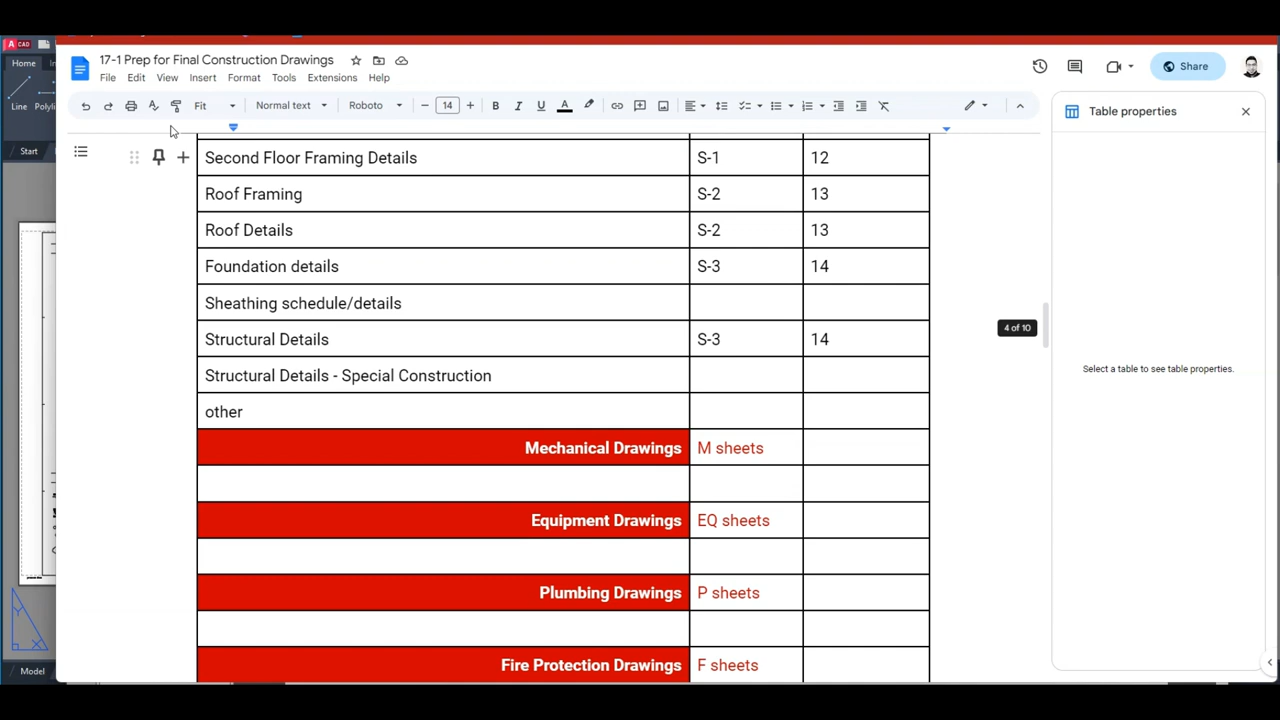 CAD
17-1 Prep for Final Construction Drawings
Share
Home
File Edit View Insert Format Tools Extensions Help
Line
Fit
Normal text
Roboto
14
Table properties
Start
Second Floor Framing Details S-1 12
Roof Framing S-2 13
Roof Details S-2 13
Foundation details S-3 14
Sheathing schedule/details
4 of 10
Structural Details S-3 14
Select a table to see table properties.
Structural Details - Special Construction
other
Mechanical Drawings M sheets
Equipment Drawings EQ sheets
Plumbing Drawings P sheets
Fire Protection Drawings F sheets
Model